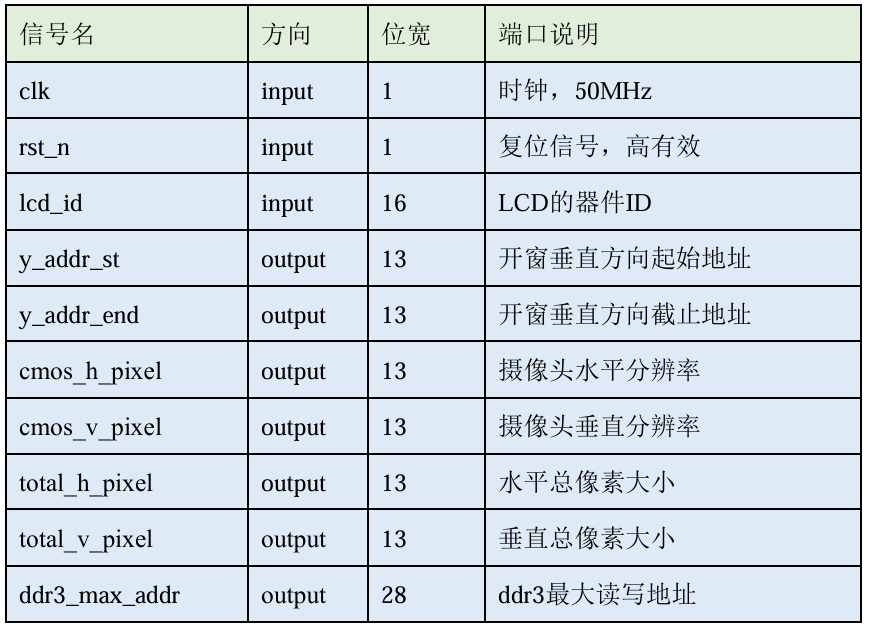 信号名 方向 位宽 端口说明
clk input 1 时钟，50MHz
rst_n input 1 复位信号，高有效
lcd_id input 16 LCD的器件ID
y_addr_st output 13 开窗垂直方向起始地址
y_addr_end output 13 开窗垂直方向截止地址
cmos_h_pixel output 13 摄像头水平分辨率
cmos_v_pixel output 13 摄像头垂直分辨率
total_h_pixel output 13 水平总像素大小
total_v_pixel output 13 垂直总像素大小
ddr3_max_addr output 28 ddr3最大读写地址